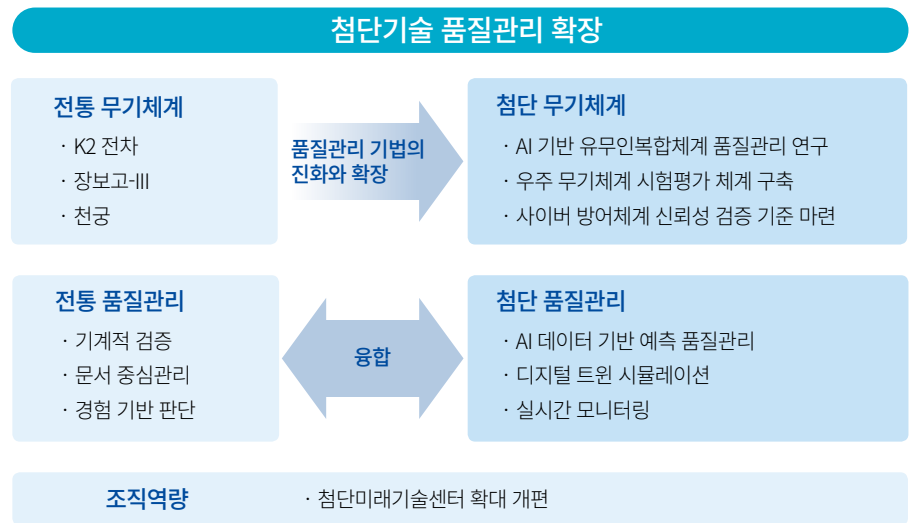 첨단기술 품질관리 확장
전통 무기체계
· K2 전차
· 장보고-III
· 천궁
품질관리 기법의
진화와 확장
첨단 무기체계
· AI 기반 유무인복합체계 품질관리 연구
· 우주 무기체계 시험평가 체계 구축
· 사이버 방어체계 신뢰성 검증 기준 마련
전통 품질관리
· 기계적 검증
· 문서 중심관리
· 경험 기반 판단
융합
첨단 품질관리
· AI 데이터 기반 예측 품질관리
· 디지털 트윈 시뮬레이션
· 실시간 모니터링
조직역량
· 첨단미래기술센터 확대 개편